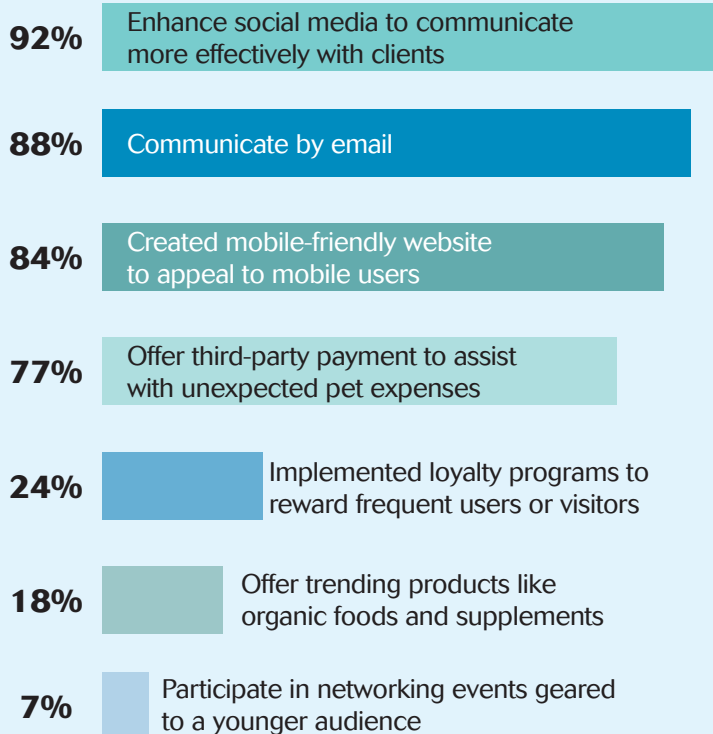 92%
Enhance social media to communicate
more effectively with clients
88%
Communicate by email
84%
Created mobile-friendly website
to appeal to mobile users
77%
Offer third-party payment to assist
with unexpected pet expenses
24%
Implemented loyalty programs to
reward frequent users or visitors
18%
Offer trending products like
organic foods and supplements
7%
Participate in networking events geared
to a younger audience